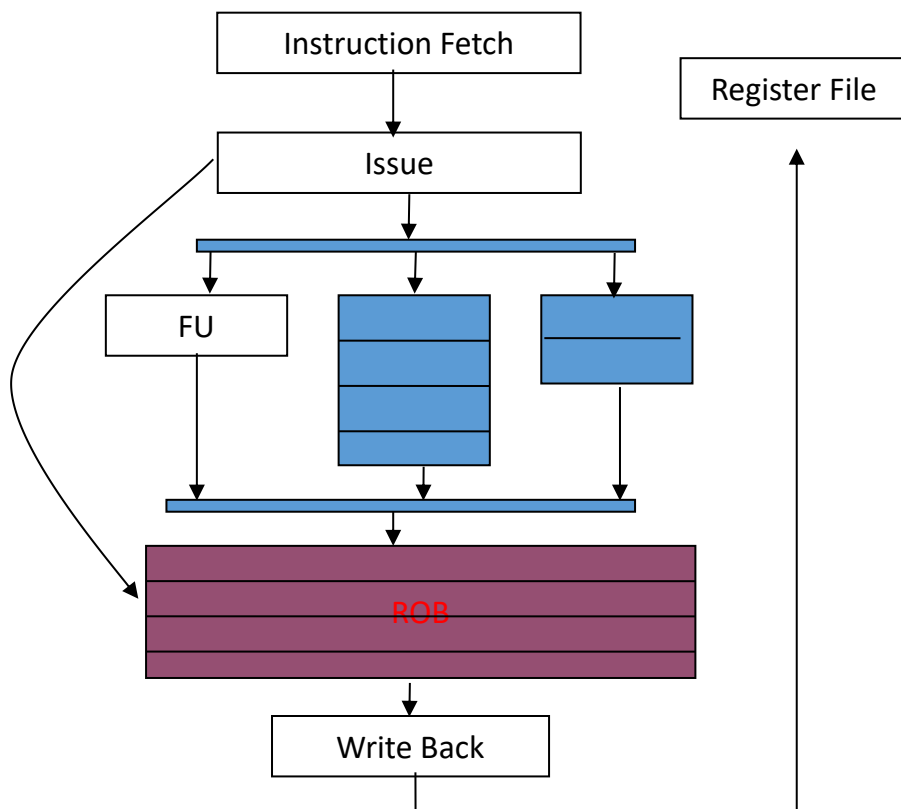 Instruction Fetch
Register File
Issue
FU
ROB
Write Back